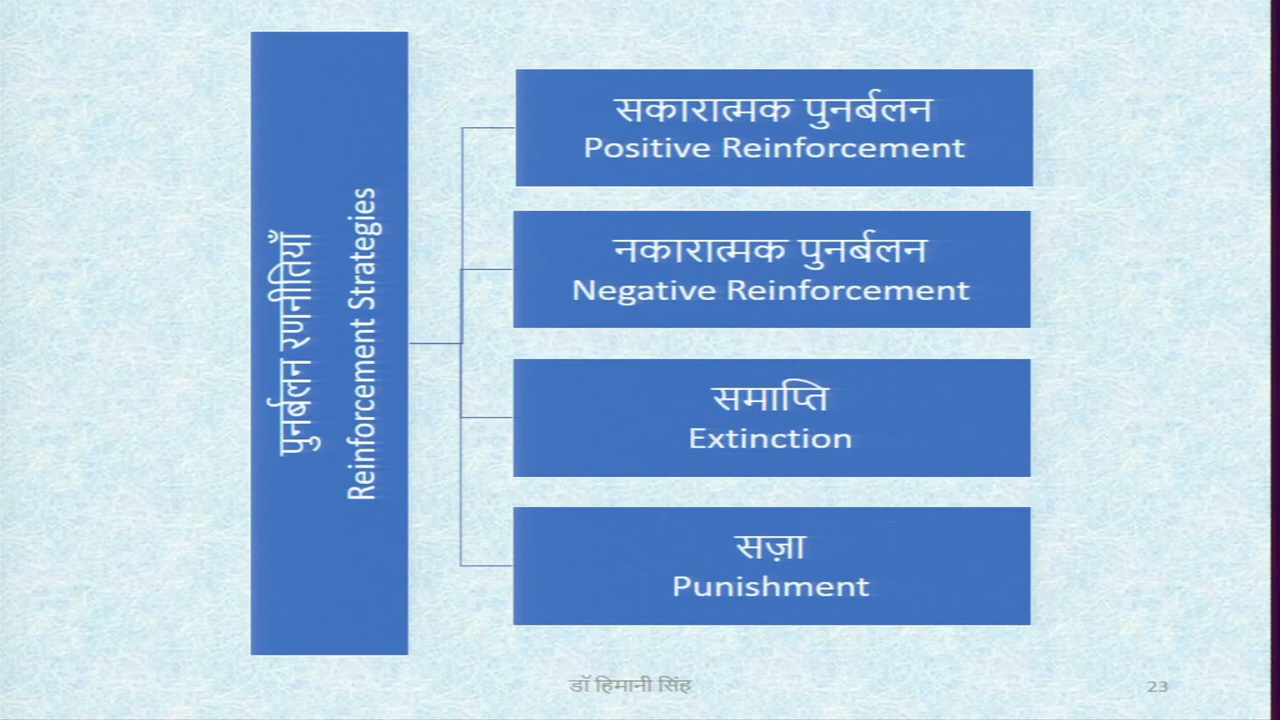 पुनर्बलन रणनीतियाँ
Reinforcement Strategies
सकारात्मक पुनर्बलन
Positive Reinforcement
नकारात्मक पुनर्बलन
Negative Reinforcement
समाप्ति
Extinction
सज़ा
Punishment
डॉ हिमानी सिंह
23